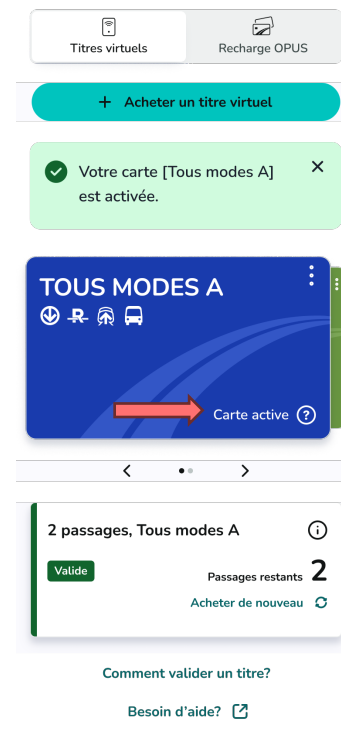 Titres virtuels
Recharge OPUS
+ Acheter un titre virtuel
Votre carte [Tous modes A]
est activée.
TOUS MODES A
Carte active
2 passages, Tous modes A
Valide
Passages restants 2
Acheter de nouveau
Comment valider un titre?
Besoin d’aide?